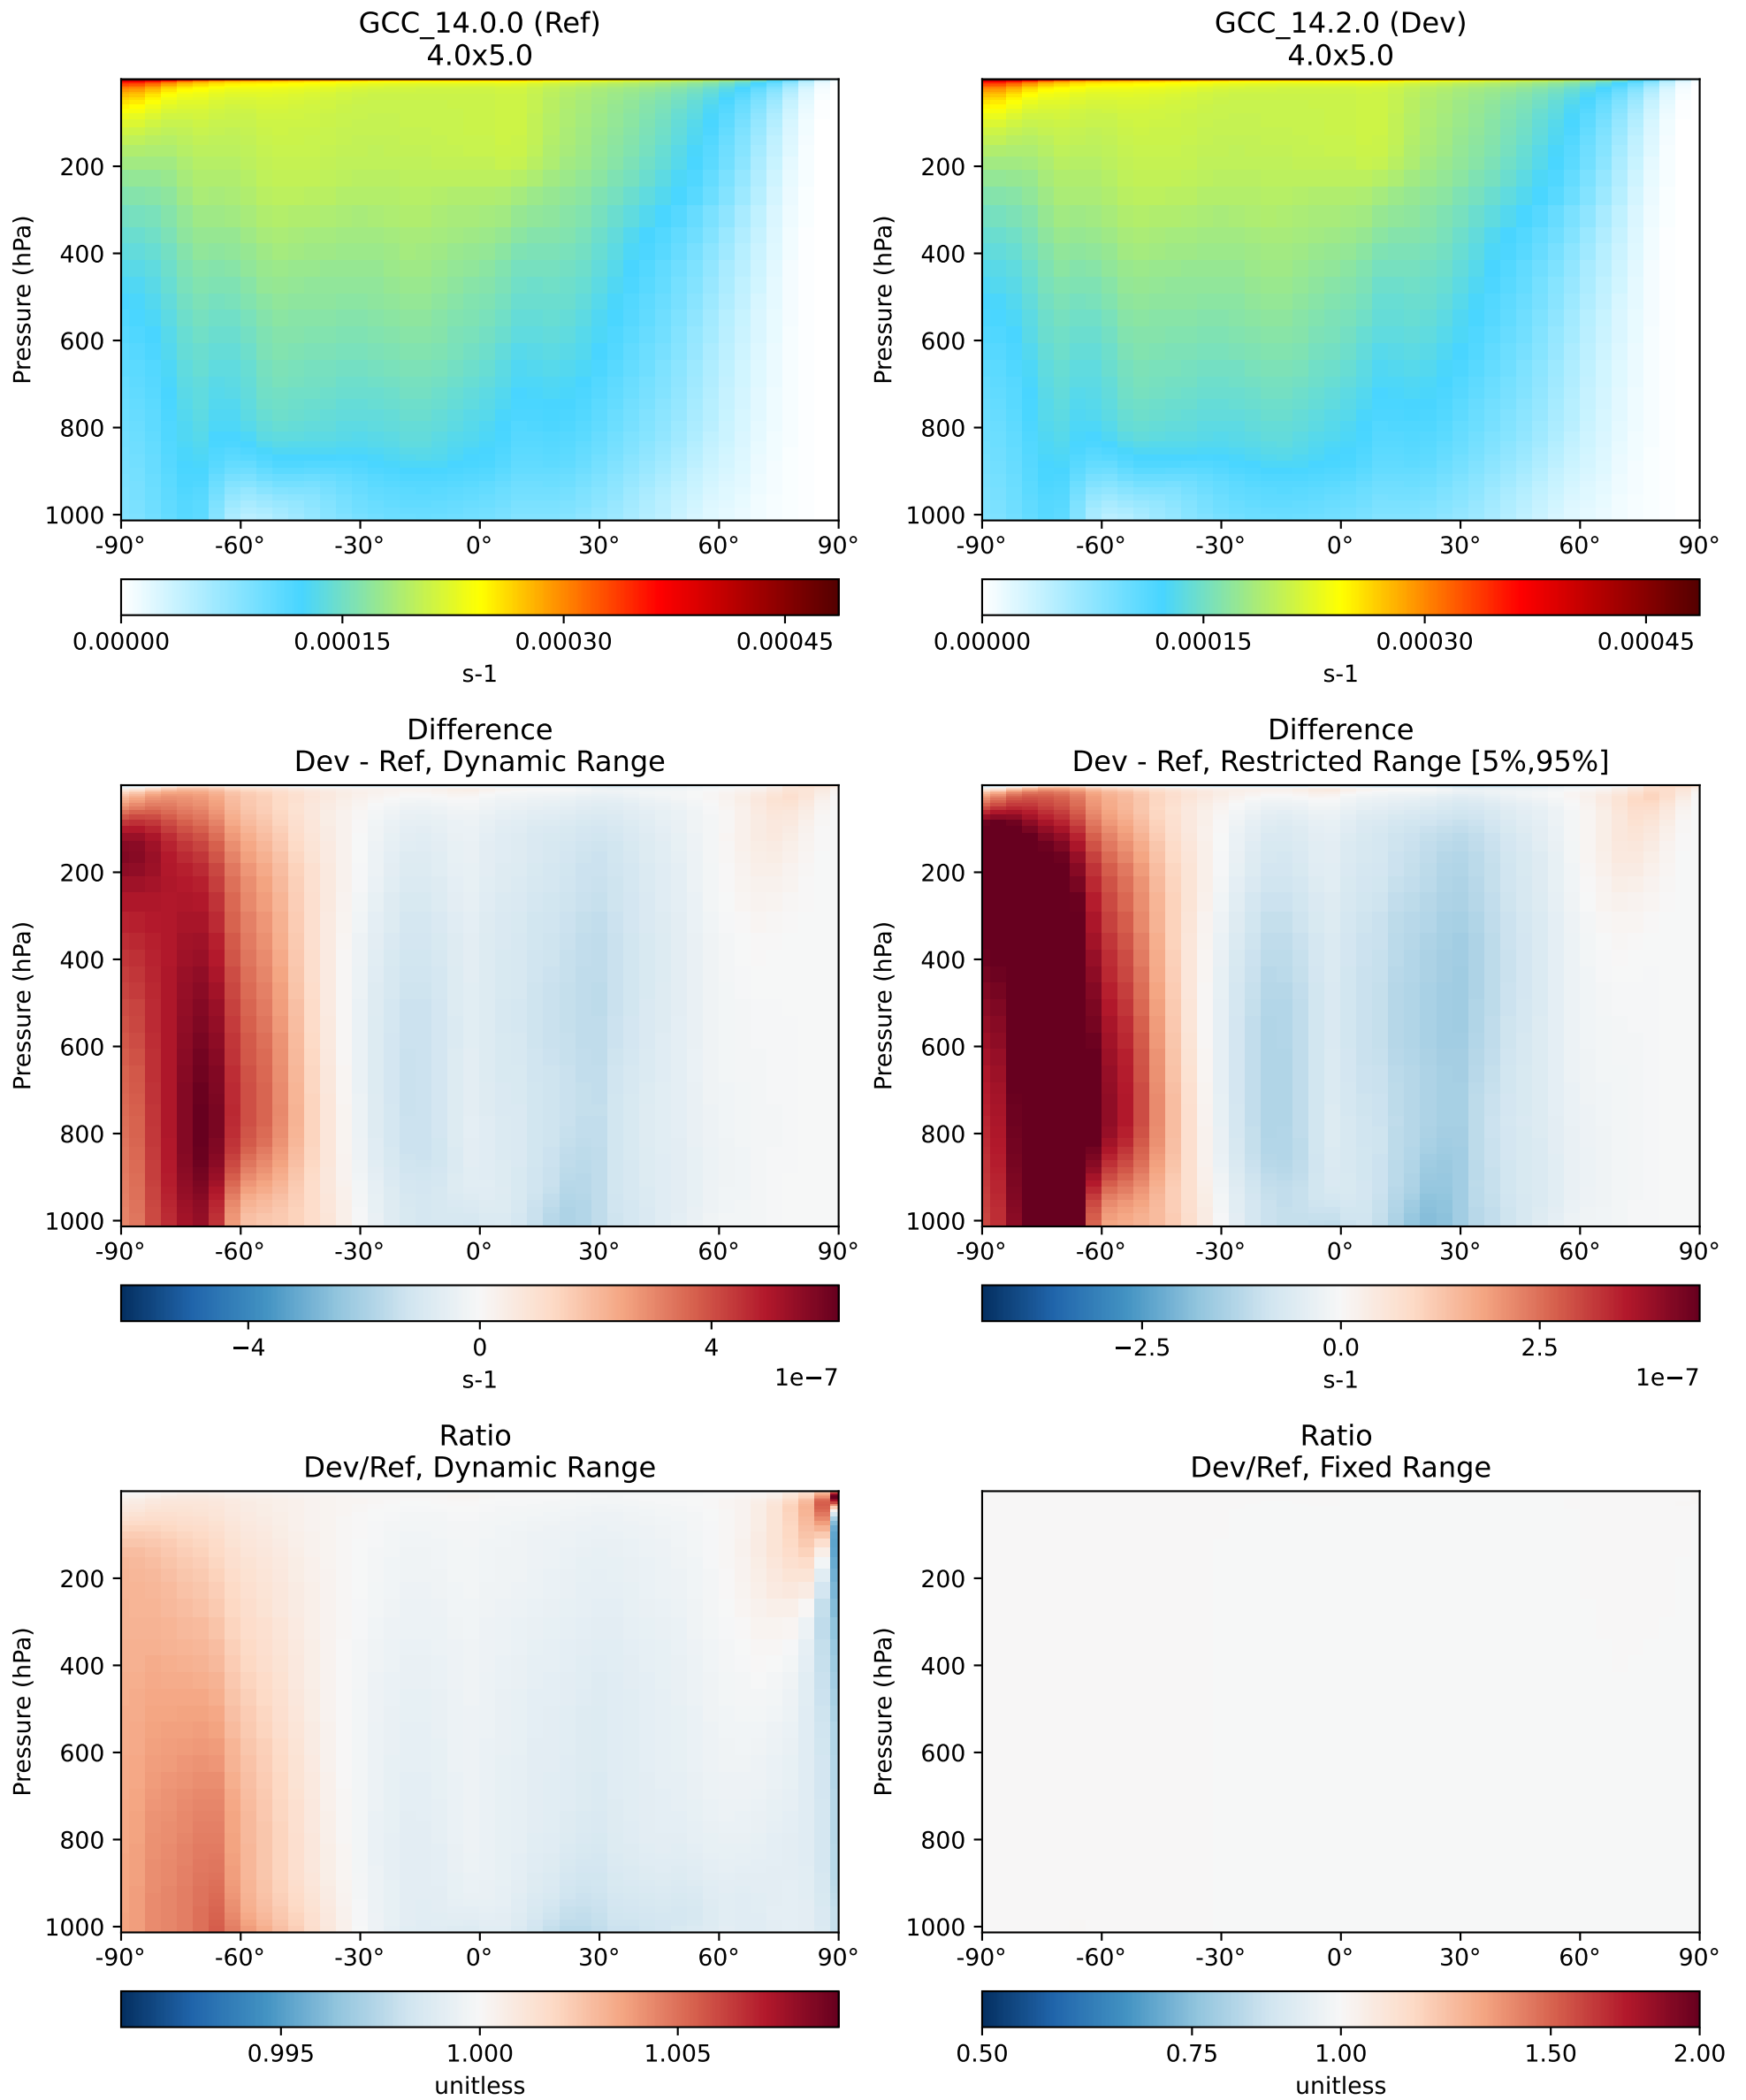 GCC_14.0.0 (Ref)
4.0x5.0
Pressure (hPa)
200
400
600
800
1000
-90° -60° -30° 0° 30° 60° 90°
0.00000 0.00015 0.00030 0.00045
s-1
GCC_14.2.0 (Dev)
4.0x5.0
Pressure (hPa)
200
400
600
800
1000
-90° -60° -30° 0° 30° 60° 90°
0.00000 0.00015 0.00030 0.00045
s-1
Difference
Dev - Ref, Dynamic Range
Pressure (hPa)
200
400
600
800
1000
-90° -60° -30° 0° 30° 60° 90°
−4 0 4
s-1
1e−7
Difference
Dev - Ref, Restricted Range [5%,95%]
Pressure (hPa)
200
400
600
800
1000
-90° -60° -30° 0° 30° 60° 90°
−2.5 0.0 2.5
s-1
1e−7
Ratio
Dev/Ref, Dynamic Range
Pressure (hPa)
200
400
600
800
1000
-90° -60° -30° 0° 30° 60° 90°
0.995 1.000 1.005
unitless
Ratio
Dev/Ref, Fixed Range
Pressure (hPa)
200
400
600
800
1000
-90° -60° -30° 0° 30° 60° 90°
0.50 0.75 1.00 1.50 2.00
unitless